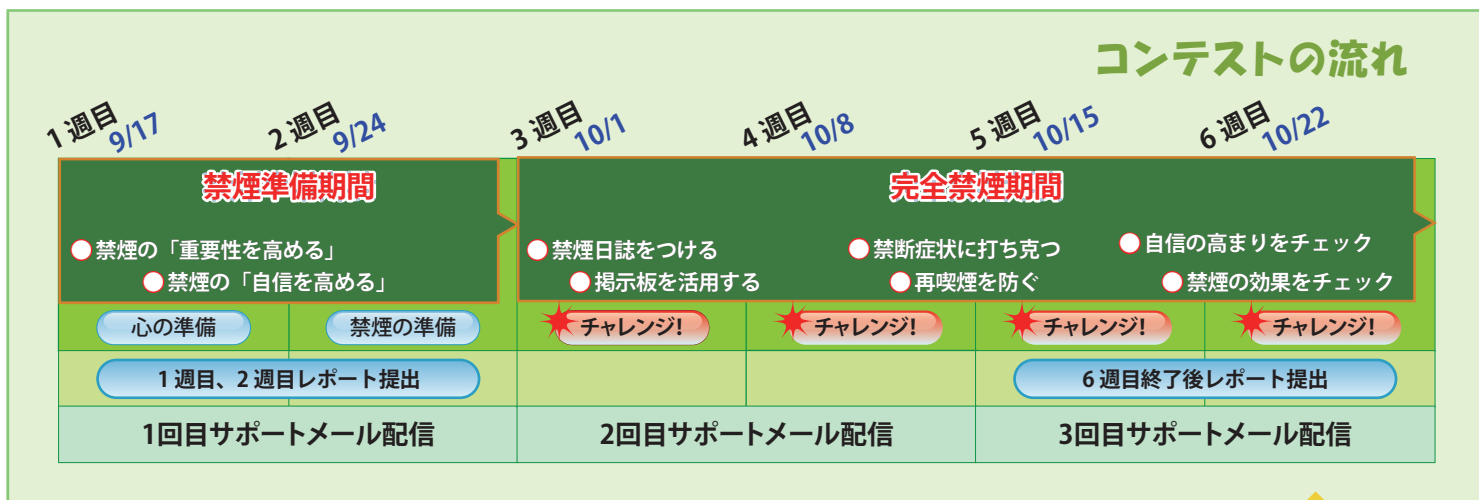 コンテストの流れ
1週目 9/17
2週目 9/24
3週目 10/1
4週目 10/8
5週目 10/15
6週目 10/22
禁煙準備期間
●禁煙の「重要性を高める」
●禁煙の「自信を高める」
完全禁煙期間
●禁煙日誌をつける
●掲示板を活用する
●禁断症状に打ち克つ
●再喫煙を防ぐ
●自信の高まりをチェック
●禁煙の効果をチェック
心の準備
禁煙の準備
チャレンジ!
チャレンジ!
チャレンジ!
チャレンジ!
1週目、2週目レポート提出
6週目終了後レポート提出
1回目サポートメール配信
2回目サポートメール配信
3回目サポートメール配信